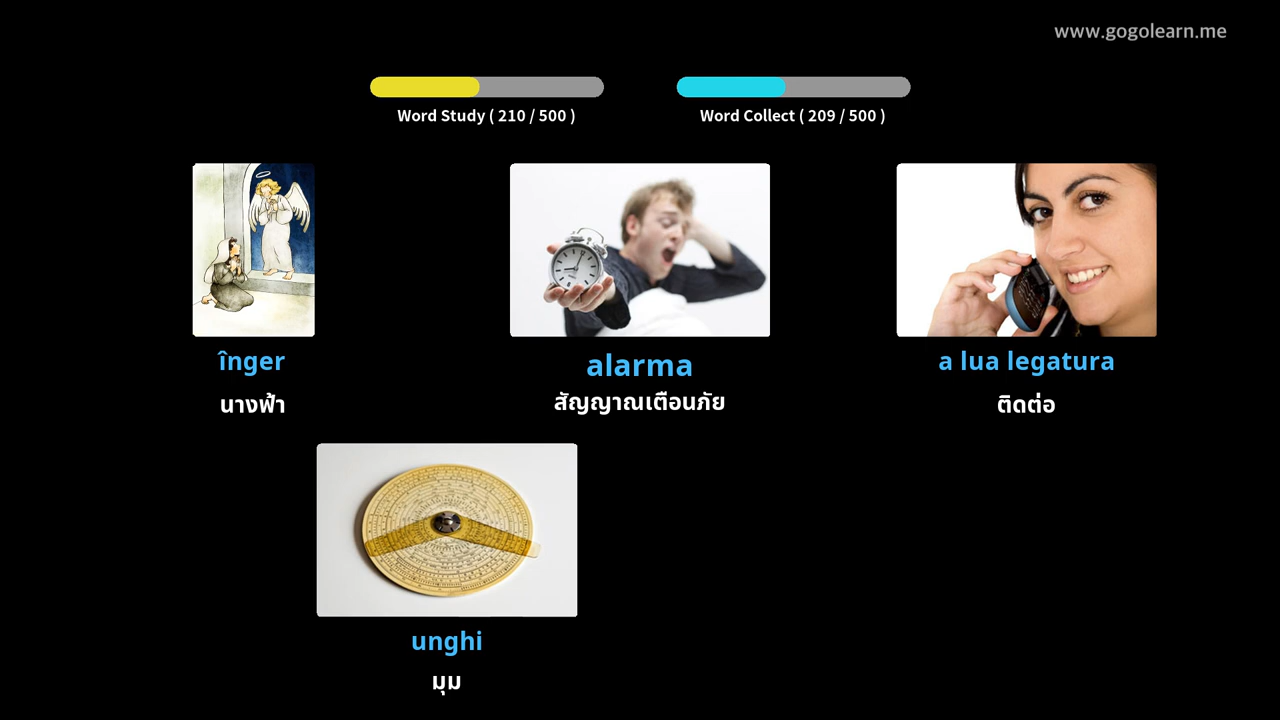 www.gogolearn.me
Word Study ( 210 / 500 )
Word Collect ( 209 / 500 )
înger
alarma
a lua legatura
นางฟ้า
สัญญาณเตือนภัย
ติดต่อ
unghi
มุม